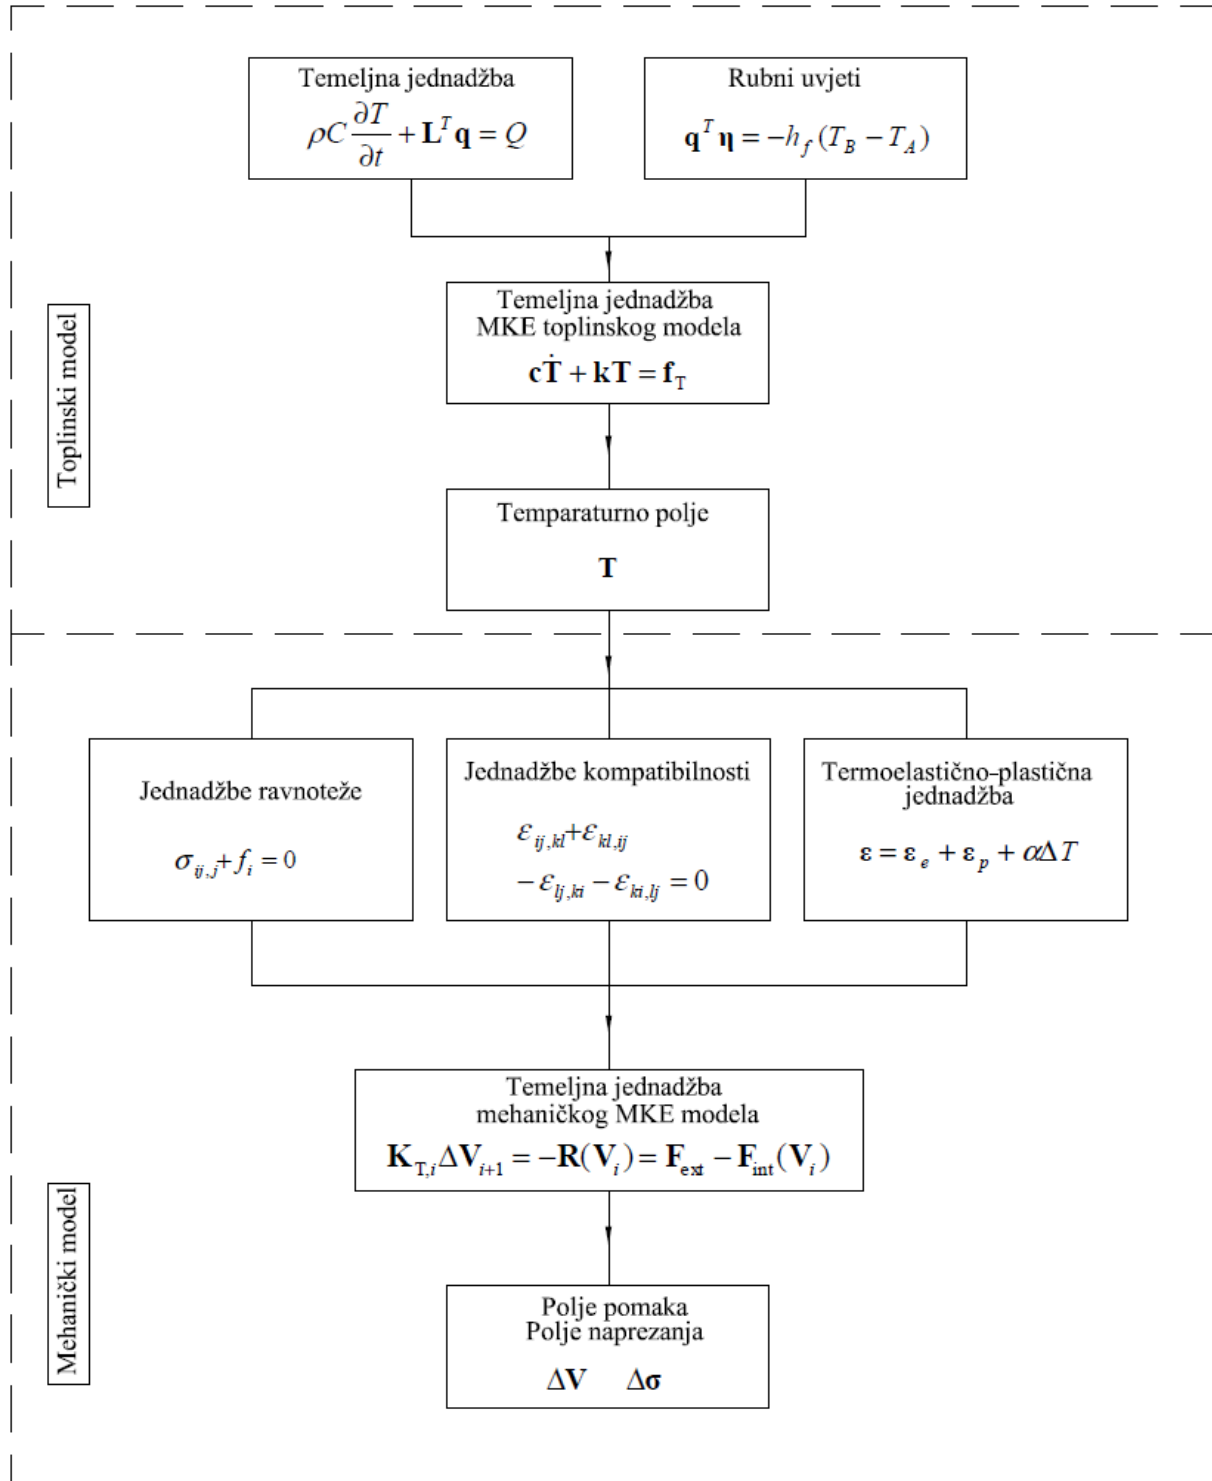 Temeljna jednadžba
ρC ∂T/∂t + L^T q = Q
Rubni uvjeti
q^T η = −h_f (T_B − T_A)
Toplinski model
Temeljna jednadžba
MKE toplinskog modela
cṪ + kT = f_T
Temparaturno polje
T
Jednadžbe ravnoteže
σ_ij,j + f_i = 0
Jednadžbe kompatibilnosti
ε_ij,kl + ε_kl,ij
− ε_lj,ki − ε_ki,lj = 0
Termoelastično-plastična
jednadžba
ε = ε_e + ε_p + αΔT
Mehanički model
Temeljna jednadžba
mehaničkog MKE modela
K_T,i ΔV_i+1 = −R(V_i) = F_ext − F_int(V_i)
Polje pomaka
Polje naprezanja
ΔV Δσ